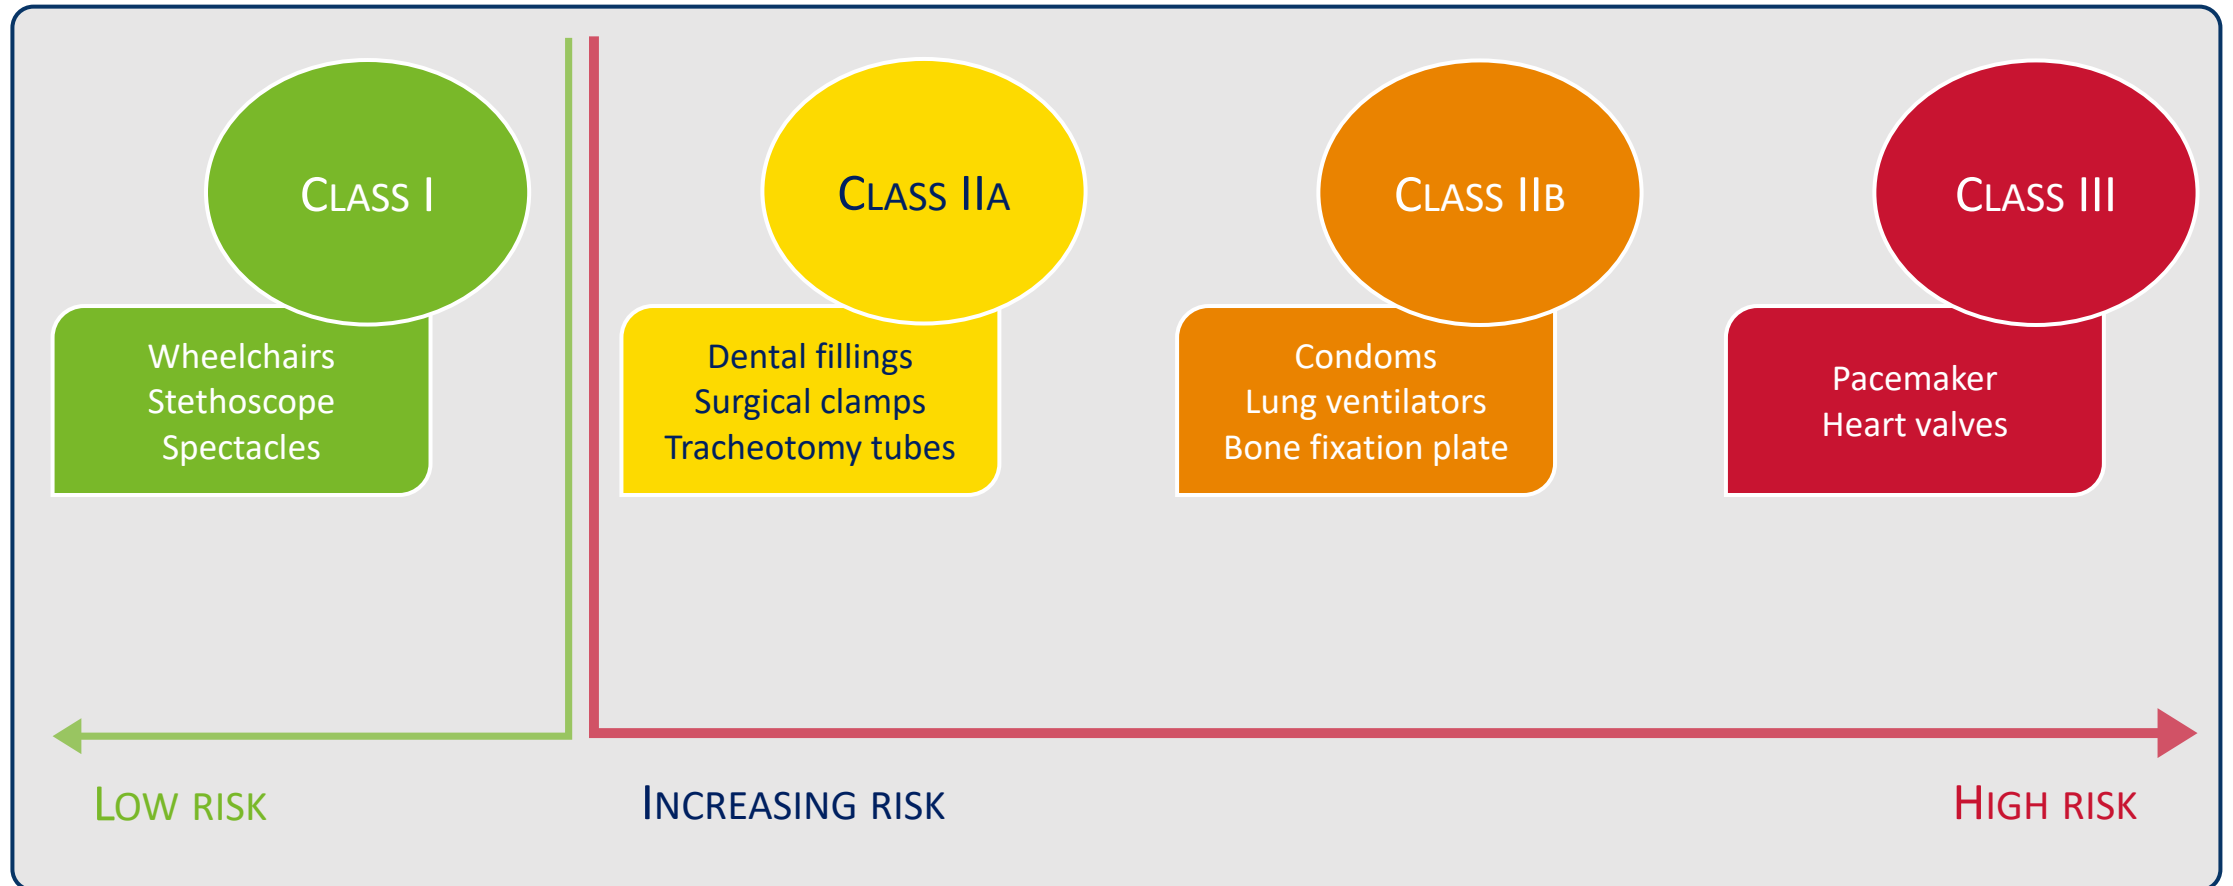 CLASS I
Wheelchairs
Stethoscope
Spectacles
CLASS IIA
Dental fillings
Surgical clamps
Tracheotomy tubes
CLASS IIB
Condoms
Lung ventilators
Bone fixation plate
CLASS III
Pacemaker
Heart valves
LOW RISK
INCREASING RISK
HIGH RISK